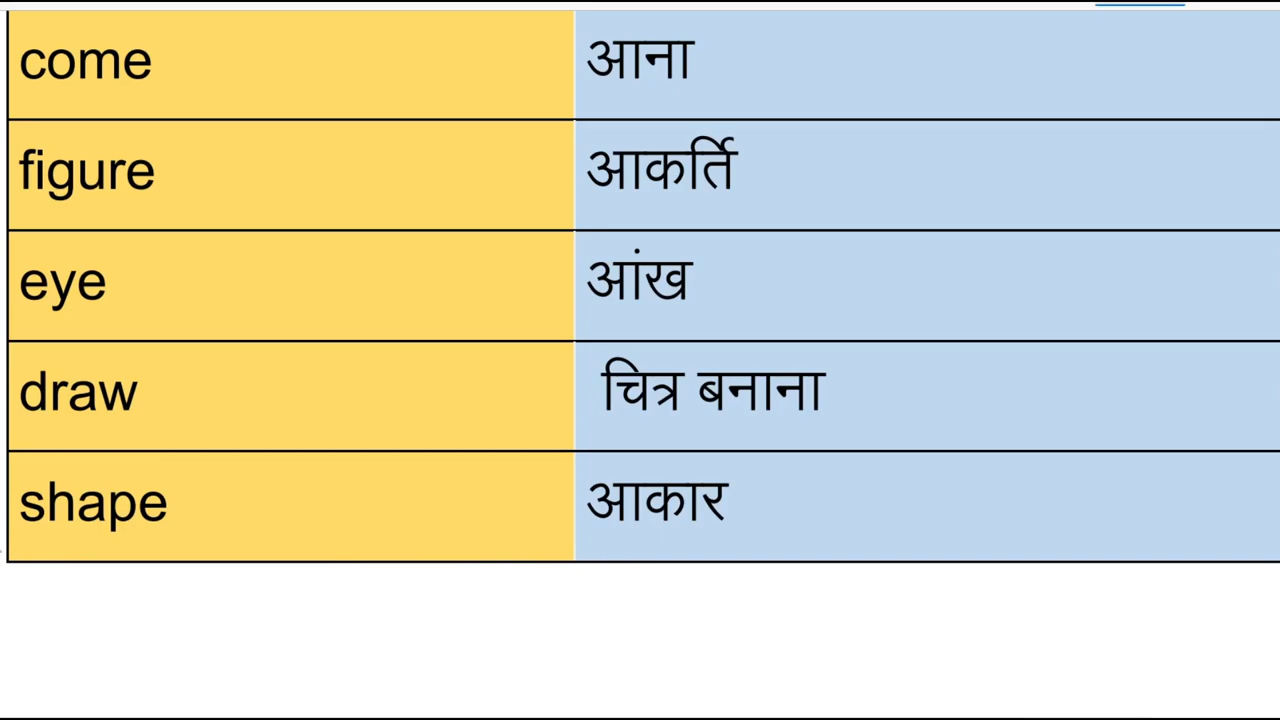 come आना
figure आकर्ति
eye आंख
draw चित्र बनाना
shape आकार